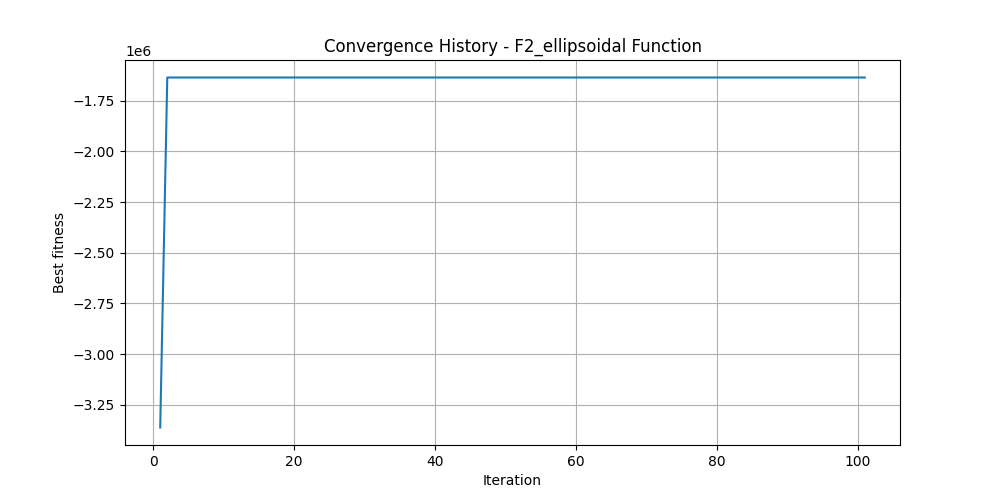 Convergence History - F2_ellipsoidal Function
1e6
−1.75
−2.00
−2.25
−2.50
−2.75
−3.00
−3.25
Best fitness
0 20 40 60 80 100
Iteration